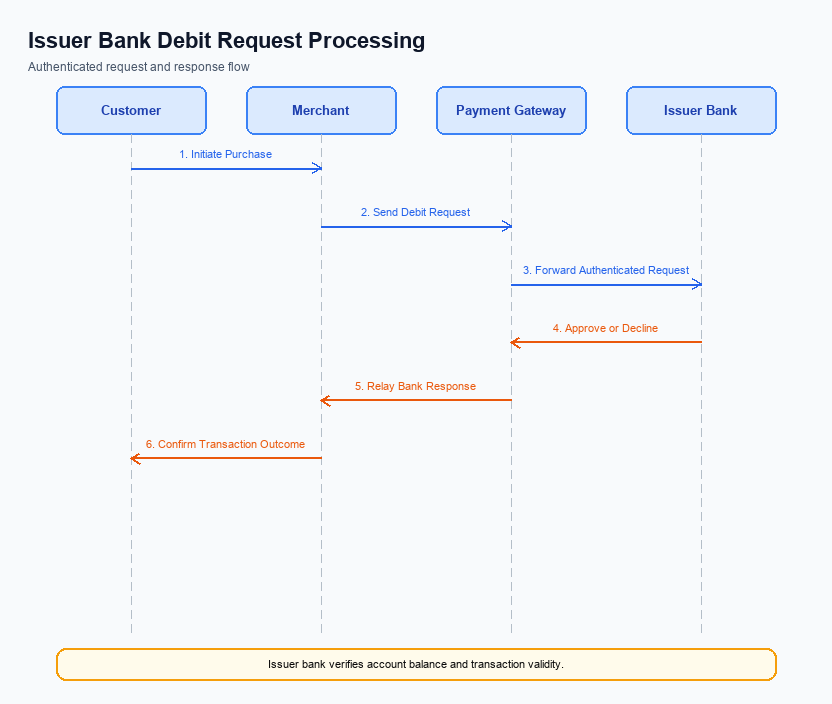 Issuer Bank Debit Request Processing
Authenticated request and response flow
Customer
Merchant
Payment Gateway
Issuer Bank
1. Initiate Purchase
2. Send Debit Request
3. Forward Authenticated Request
4. Approve or Decline
5. Relay Bank Response
6. Confirm Transaction Outcome
Issuer bank verifies account balance and transaction validity.